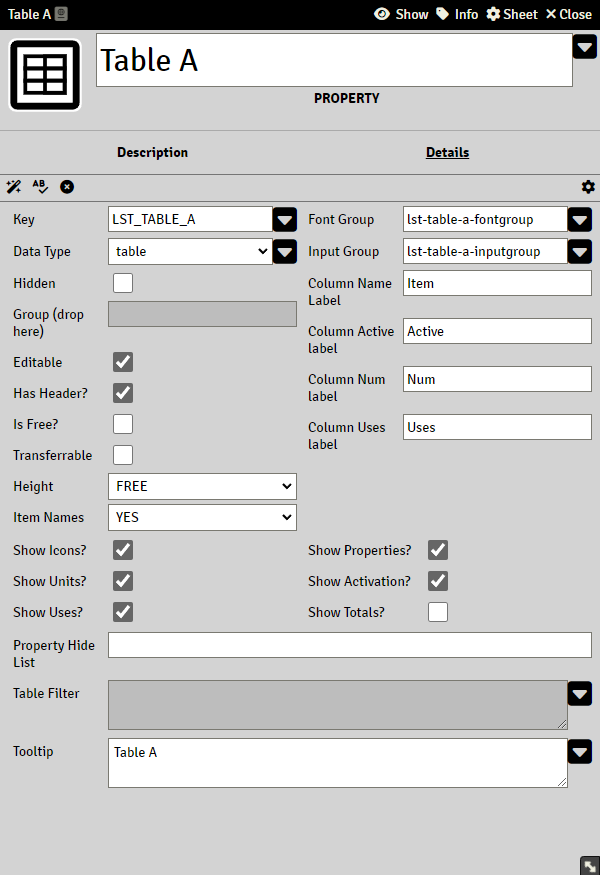 Table A Show Info Sheet Close
Table A
PROPERTY
Description Details
AB
Key LST_TABLE_A Font Group lst-table-a-fontgroup
Data Type table Input Group lst-table-a-inputgroup
Hidden Column Name Label Item
Group (drop here) Column Active label Active
Editable Column Num label Num
Has Header?
Is Free? Column Uses label Uses
Transferrable
Height FREE
Item Names YES
Show Icons? Show Properties?
Show Units? Show Activation?
Show Uses? Show Totals?
Property Hide List
Table Filter
Tooltip Table A